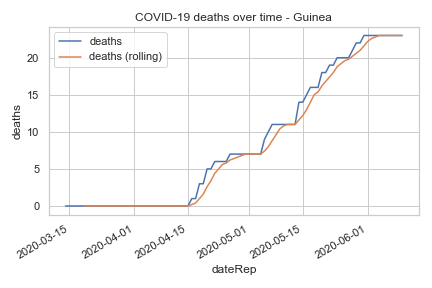 COVID-19 deaths over time - Guinea
deaths
deaths (rolling)
deaths
20
15
10
5
0
2020-03-15
2020-04-01
2020-04-15
2020-05-01
2020-05-15
2020-06-01
dateRep